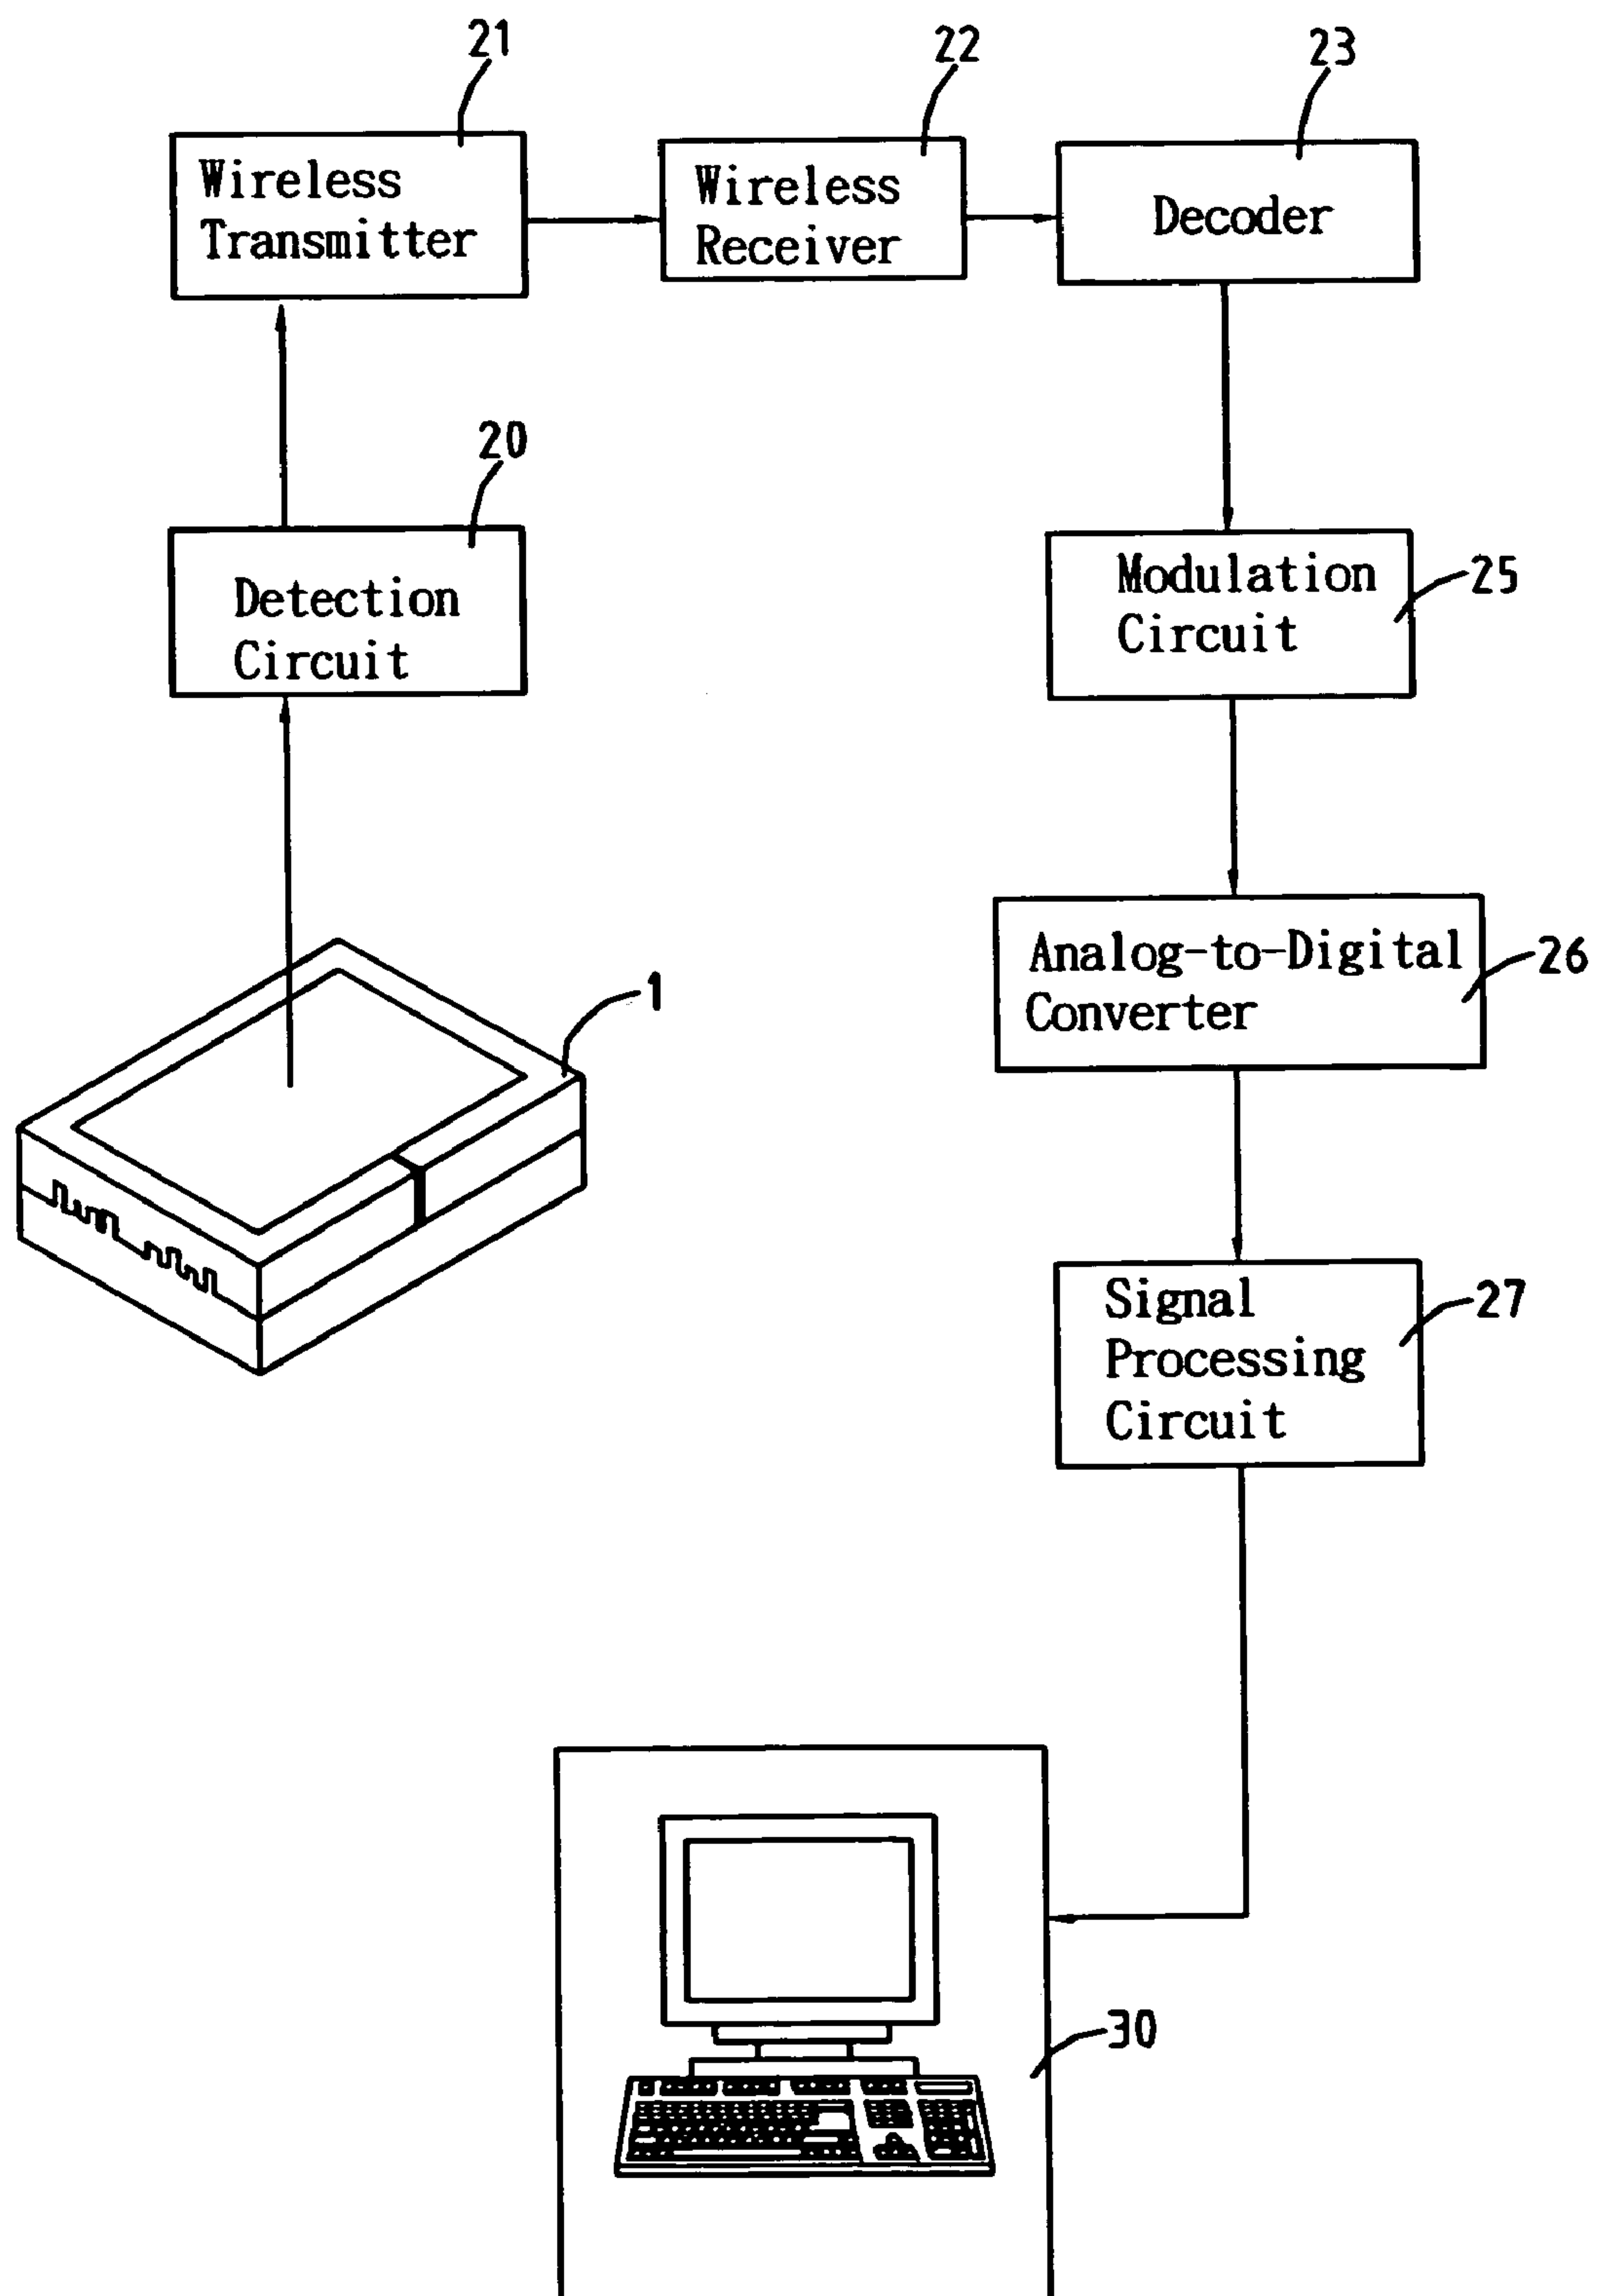 21
22
23
Wireless
Transmitter
Wireless
Receiver
Decoder
20
Detection
Circuit
Modulation
Circuit
25
1
Analog-to-Digital
Converter
26
Signal
Processing
Circuit
27
30